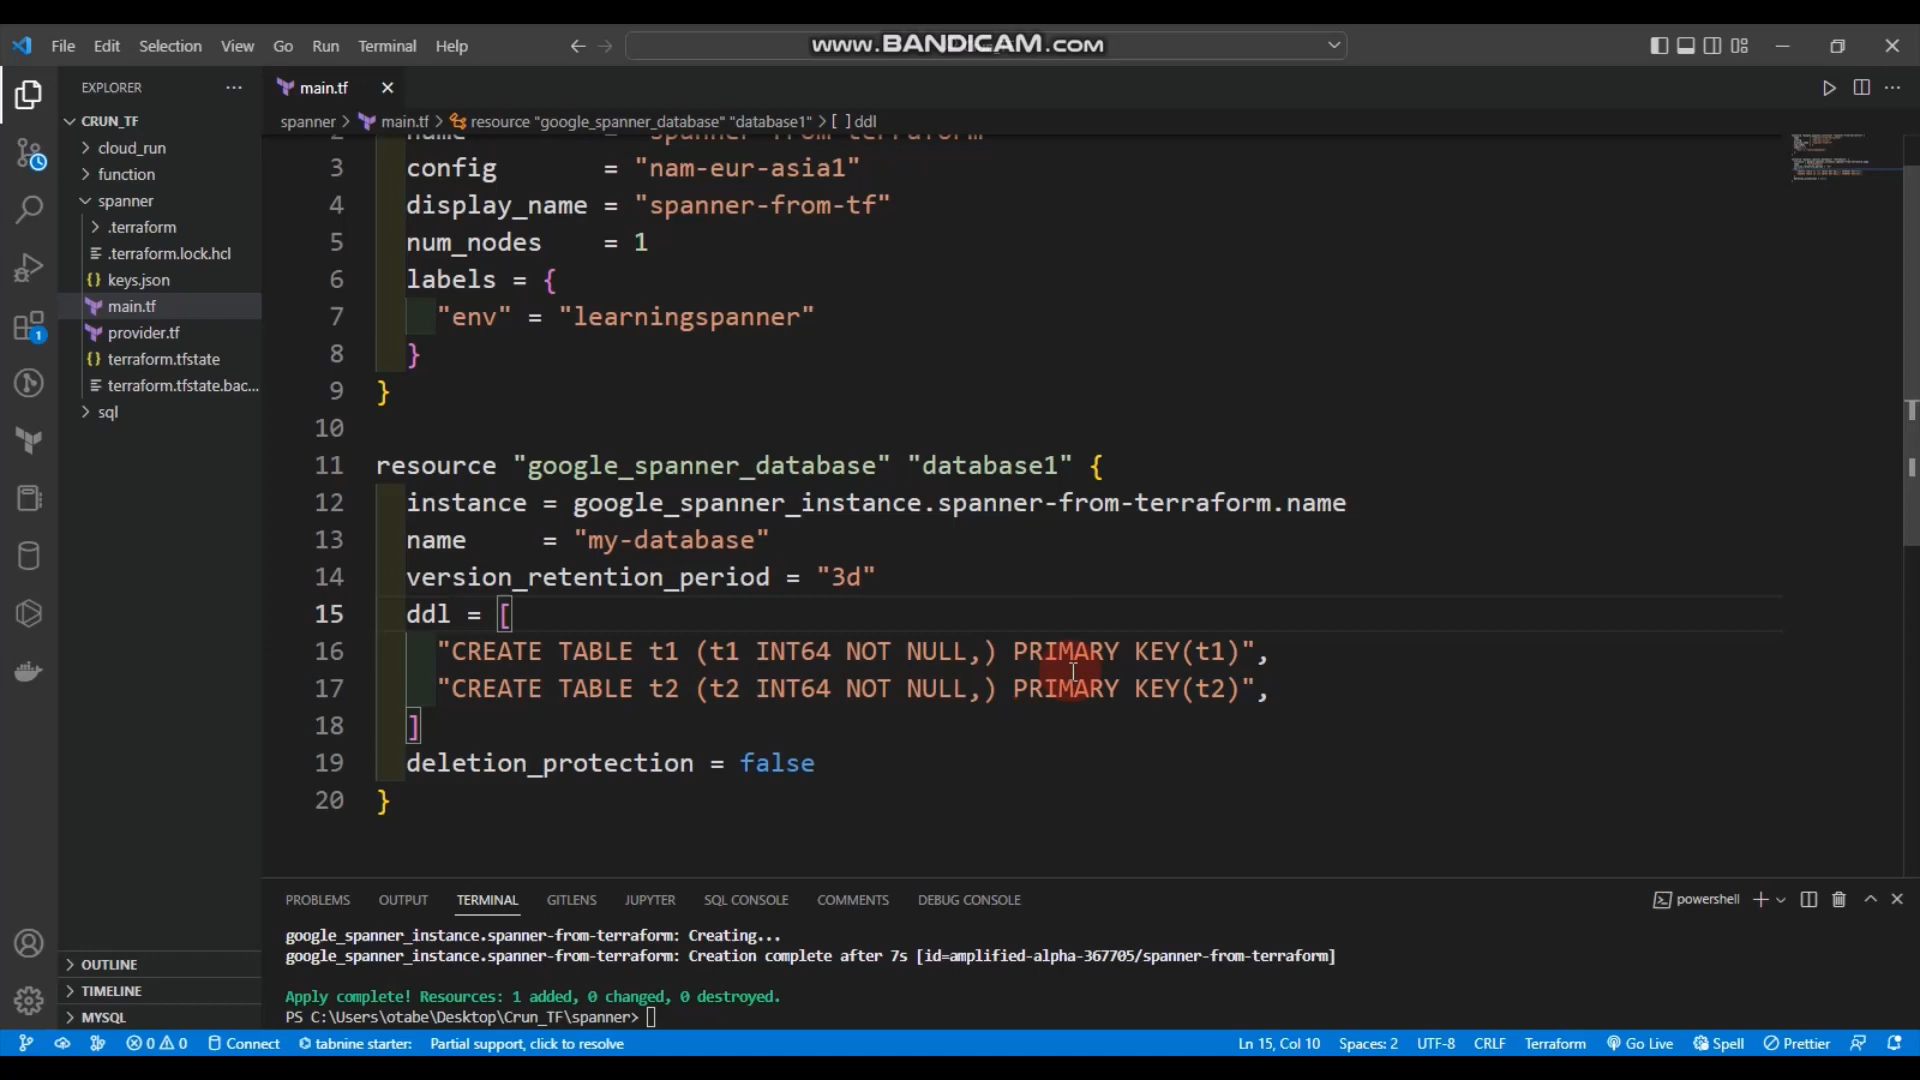 File Edit Selection View Go Run Terminal Help
www.BANDICAM.com
EXPLORER
main.tf
CRUN_TF
cloud_run
function
spanner
.terraform
.terraform.lock.hcl
keys.json
main.tf
provider.tf
terraform.tfstate
terraform.tfstate.bac...
sql
1
OUTLINE
TIMELINE
MYSQL
spanner > main.tf > resource "google_spanner_database" "database1" > [ ] ddl
2 name = "spanner-from-terraform"
3 config = "nam-eur-asia1"
4 display_name = "spanner-from-tf"
5 num_nodes = 1
6 labels = {
7 "env" = "learningspanner"
8 }
9 }
10
11 resource "google_spanner_database" "database1" {
12 instance = google_spanner_instance.spanner-from-terraform.name
13 name = "my-database"
14 version_retention_period = "3d"
15 ddl = [
16 "CREATE TABLE t1 (t1 INT64 NOT NULL,) PRIMARY KEY(t1)",
17 "CREATE TABLE t2 (t2 INT64 NOT NULL,) PRIMARY KEY(t2)",
18 ]
19 deletion_protection = false
20 }
PROBLEMS OUTPUT TERMINAL GITLENS JUPYTER SQL CONSOLE COMMENTS DEBUG CONSOLE
powershell
google_spanner_instance.spanner-from-terraform: Creating...
google_spanner_instance.spanner-from-terraform: Creation complete after 7s [id=amplified-alpha-367705/spanner-from-terraform]
Apply complete! Resources: 1 added, 0 changed, 0 destroyed.
PS C:\Users\otabe\Desktop\Crun_TF\spanner>
0 0 Connect tabnine starter: Partial support, click to resolve
Ln 15, Col 10 Spaces: 2 UTF-8 CRLF Terraform Go Live Spell Prettier